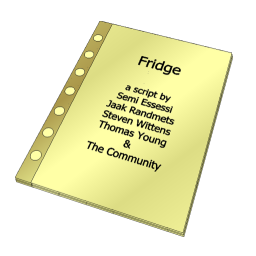 Fridge
a script by
Semi Essessi
Jaak Randmets
Steven Wittens
Thomas Young
&
The Community